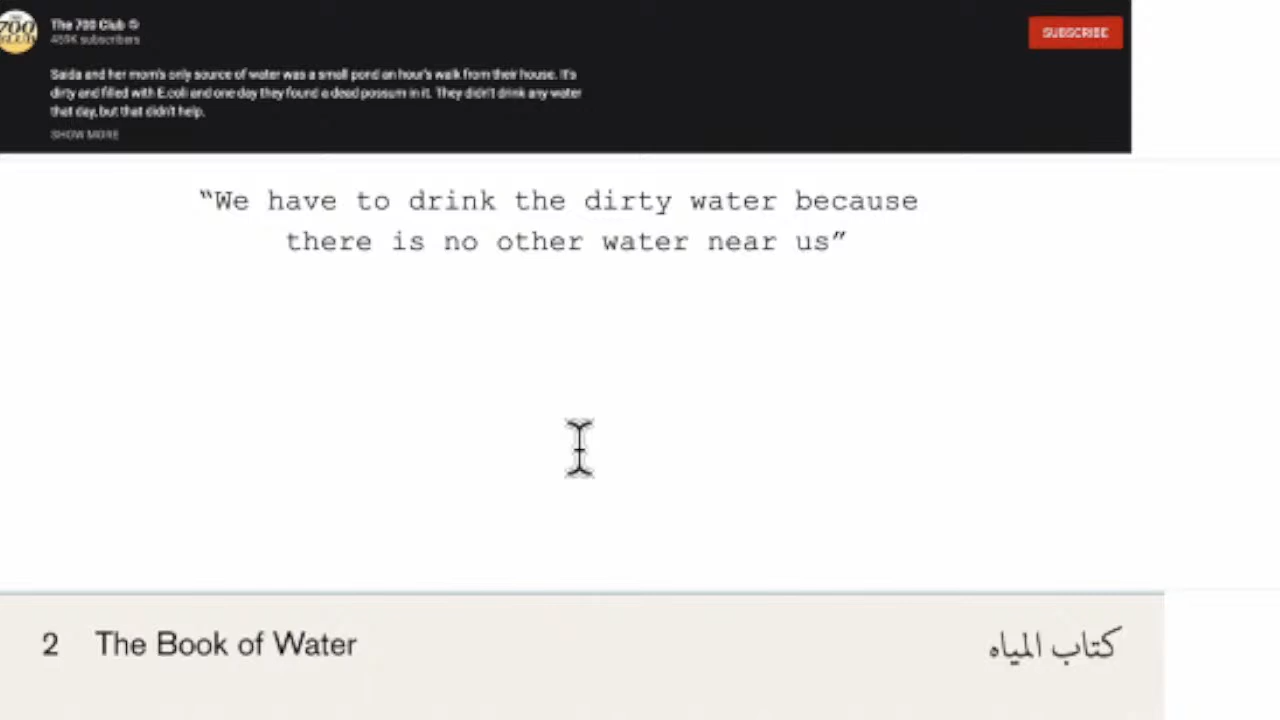 The 700 Club
459K subscribers
SUBSCRIBE
Saida and her mom's only source of water was a small pond an hour's walk from their house. It's
dirty and filled with E.coli and one day they found a dead possum in it. They didn't drink any water
that day, but that didn't help.
SHOW MORE
“We have to drink the dirty water because
there is no other water near us”
2 The Book of Water
كتاب المياه